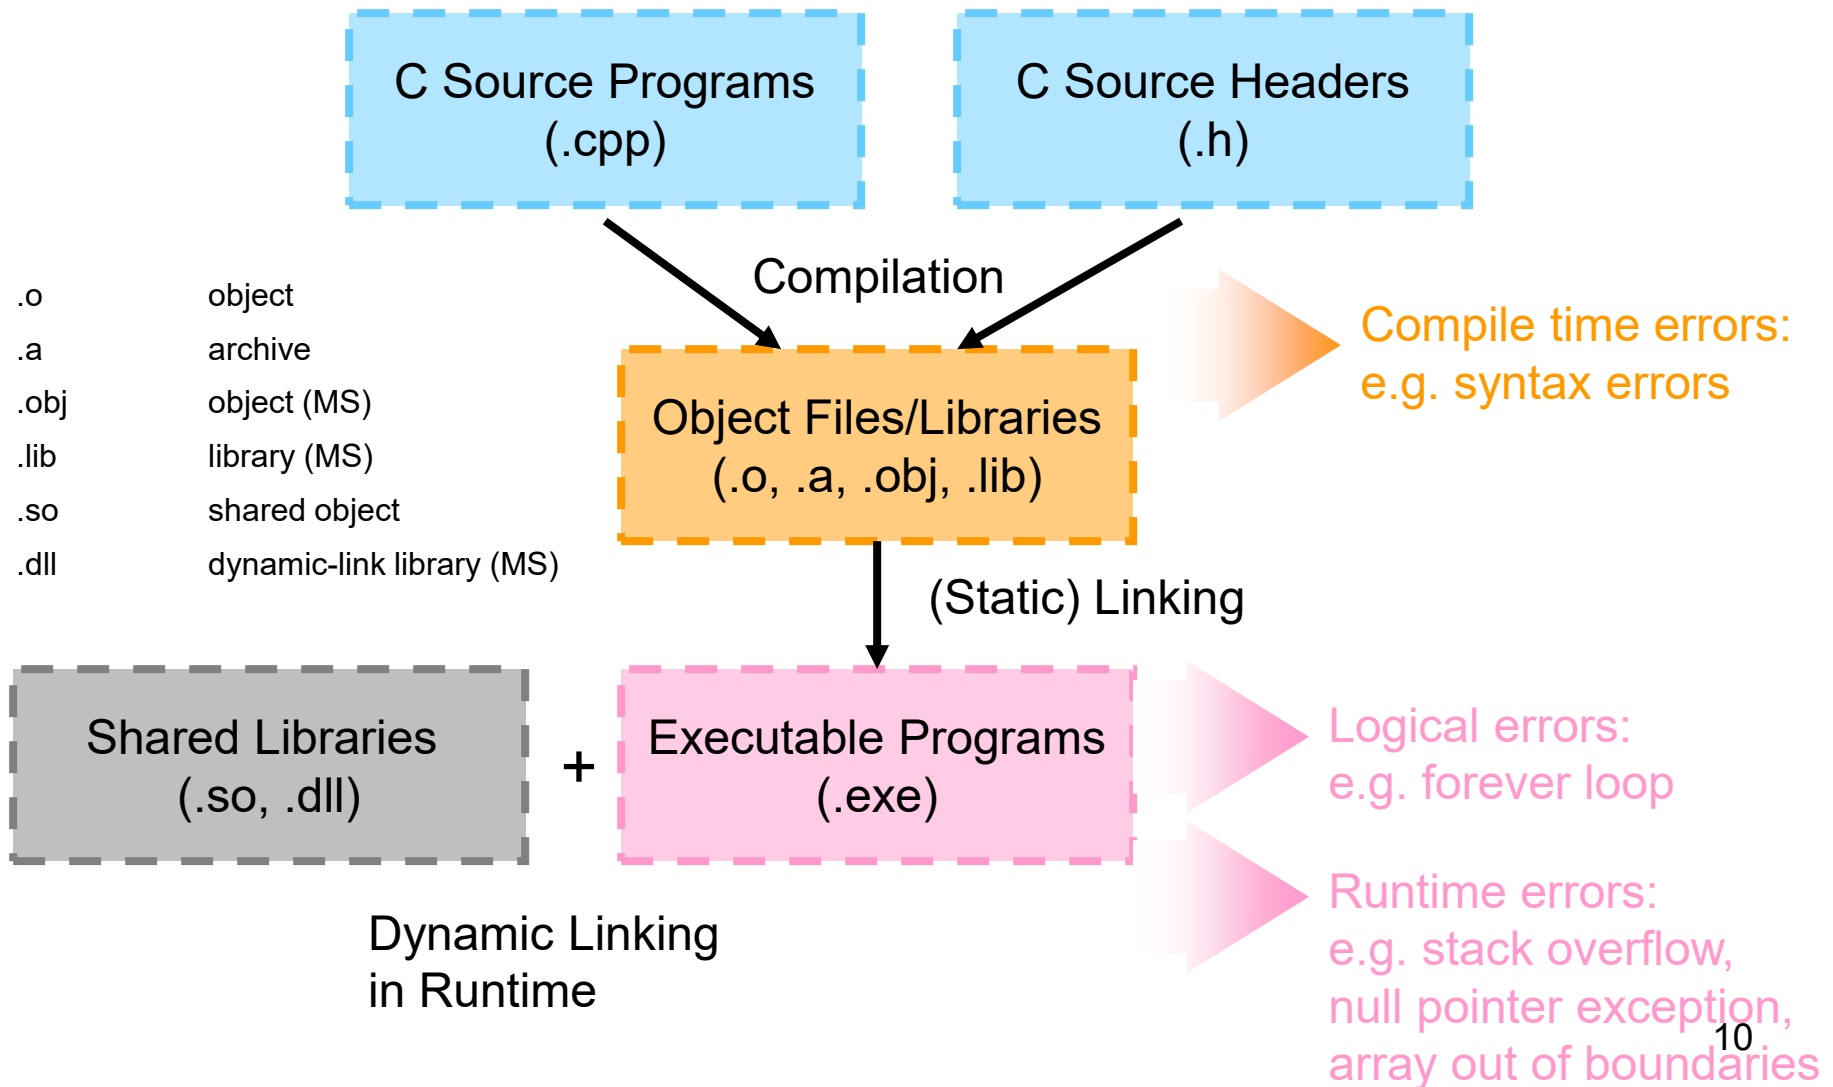 C Source Programs
(.cpp)
C Source Headers
(.h)
Compilation
.o object
.a archive
.obj object (MS)
.lib library (MS)
.so shared object
.dll dynamic-link library (MS)
Object Files/Libraries
(.o, .a, .obj, .lib)
Compile time errors:
e.g. syntax errors
(Static) Linking
Shared Libraries
(.so, .dll)
+
Executable Programs
(.exe)
Logical errors:
e.g. forever loop
Dynamic Linking
in Runtime
Runtime errors:
e.g. stack overflow,
null pointer exception,
array out of boundaries
10